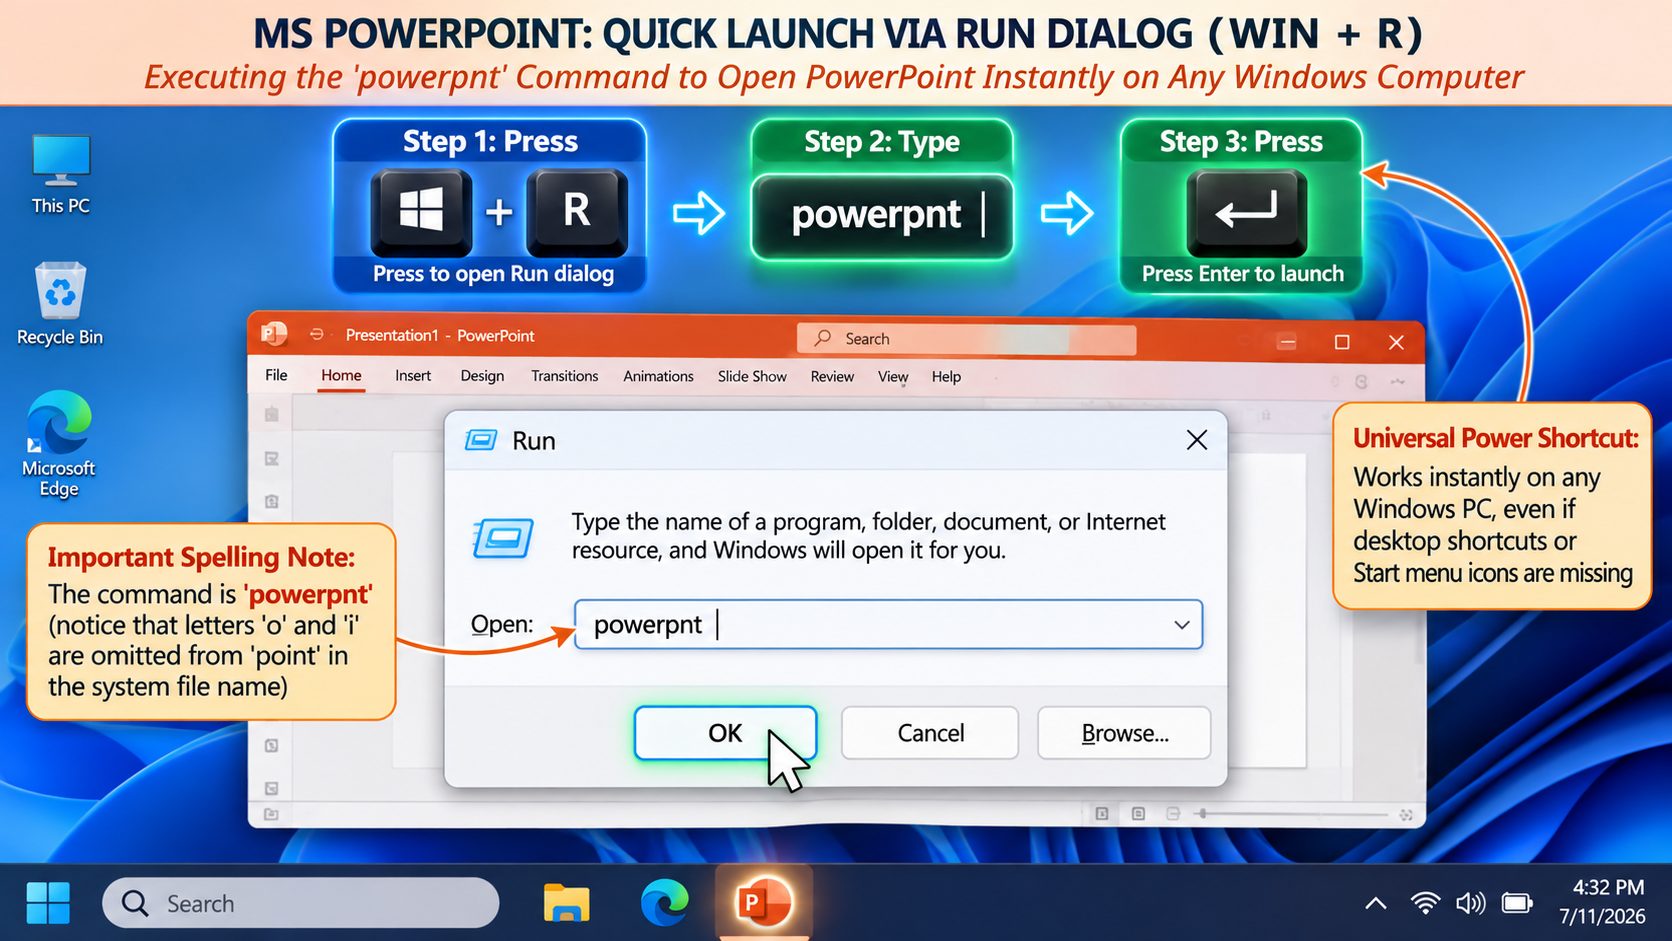 MS POWERPOINT: QUICK LAUNCH VIA RUN DIALOG (WIN + R)
Executing the 'powerpnt' Command to Open PowerPoint Instantly on Any Windows Computer
This PC
Recycle Bin
Microsoft
Edge
Step 1: Press
+
R
Press to open Run dialog
Step 2: Type
powerpnt
Step 3: Press
Press Enter to launch
P
Presentation1 - PowerPoint
Search
File Home Insert Design Transitions Animations Slide Show Review View Help
Run
Type the name of a program, folder, document, or Internet
resource, and Windows will open it for you.
Open: powerpnt
OK Cancel Browse...
Important Spelling Note:
The command is 'powerpnt'
(notice that letters 'o' and 'i'
are omitted from 'point' in
the system file name)
Universal Power Shortcut:
Works instantly on any
Windows PC, even if
desktop shortcuts or
Start menu icons are missing
Search
P
4:32 PM
7/11/2026